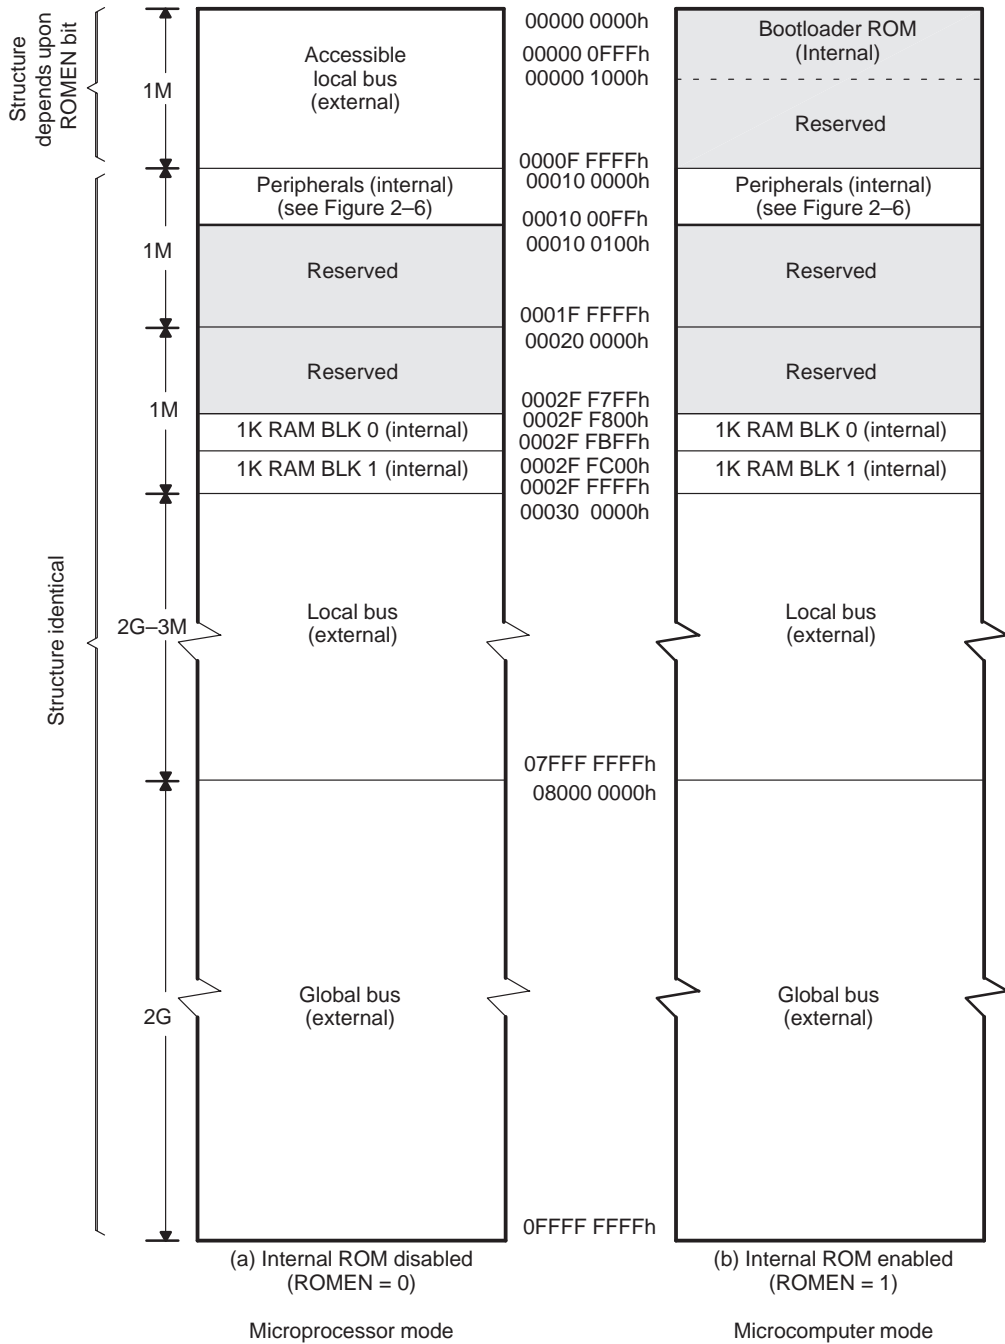 Structure
depends upon
ROMEN bit
1M
Accessible
local bus
(external)
00000 0000h
00000 0FFFh
00000 1000h
0000F FFFFh
Bootloader ROM
(Internal)
Reserved
1M
Peripherals (internal)
(see Figure 2–6)
Reserved
00010 0000h
00010 00FFh
00010 0100h
0001F FFFFh
Peripherals (internal)
(see Figure 2–6)
Reserved
1M
Reserved
1K RAM BLK 0 (internal)
1K RAM BLK 1 (internal)
00020 0000h
0002F F7FFh
0002F F800h
0002F FBFFh
0002F FC00h
0002F FFFFh
Reserved
1K RAM BLK 0 (internal)
1K RAM BLK 1 (internal)
Structure identical
2G–3M
Local bus
(external)
00030 0000h
07FFF FFFFh
Local bus
(external)
2G
Global bus
(external)
08000 0000h
0FFFF FFFFh
Global bus
(external)
(a) Internal ROM disabled
(ROMEN = 0)
Microprocessor mode
(b) Internal ROM enabled
(ROMEN = 1)
Microcomputer mode